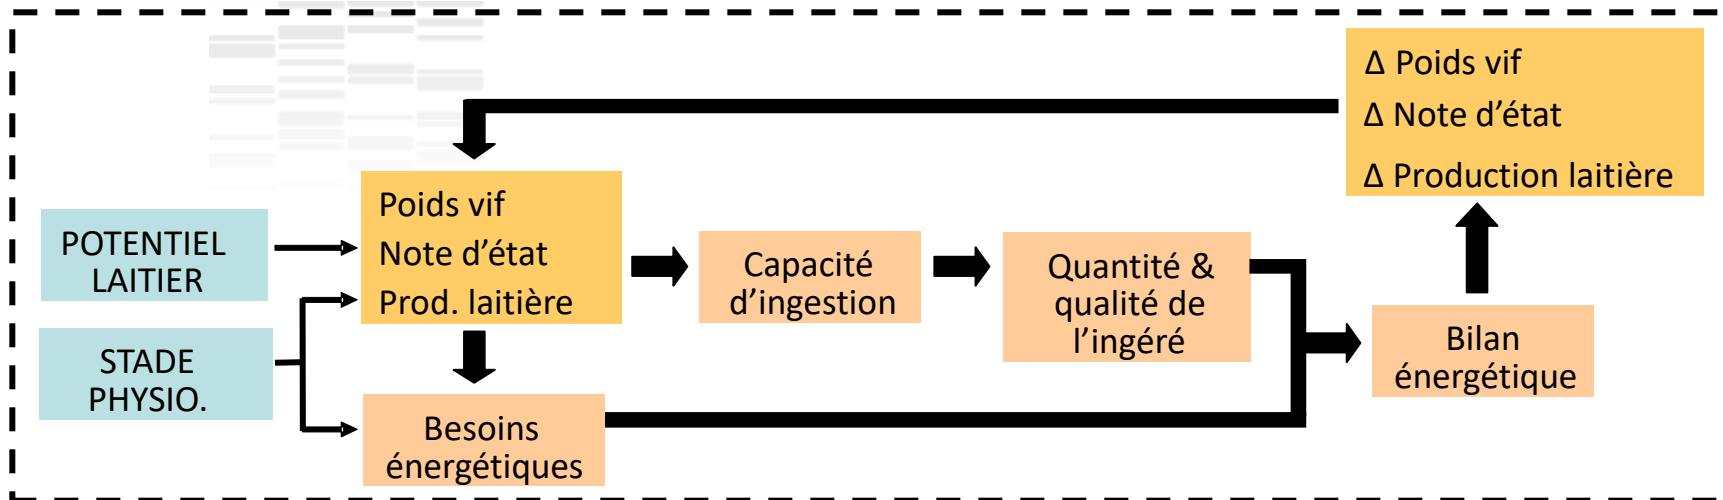 Δ Poids vif
Δ Note d’état
Δ Production laitière
POTENTIEL
LAITIER
STADE
PHYSIO.
Poids vif
Note d’état
Prod. laitière
Besoins
énergétiques
Capacité
d’ingestion
Quantité &
qualité de
l’ingéré
Bilan
énergétique